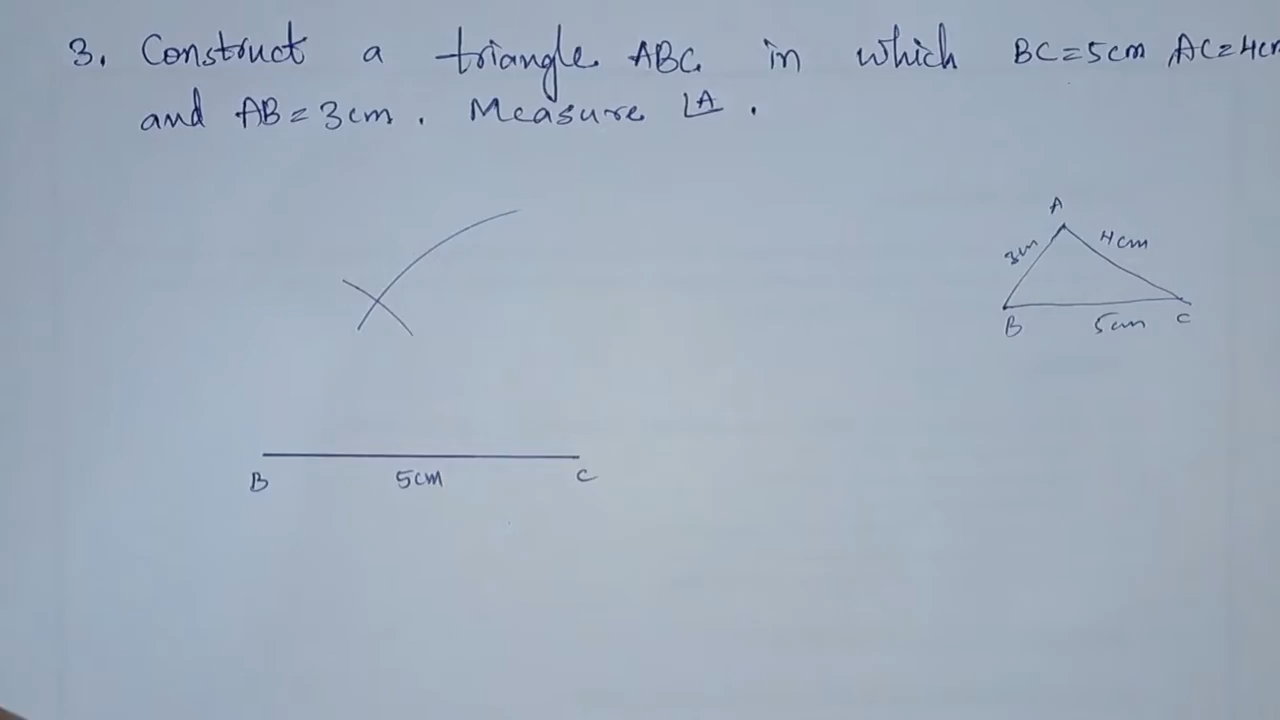 3. Construct a triangle ABC in which BC=5cm AC=4cm
and AB=3cm. Measure ∠A.
A
3cm 4cm
B 5cm C
B 5cm C